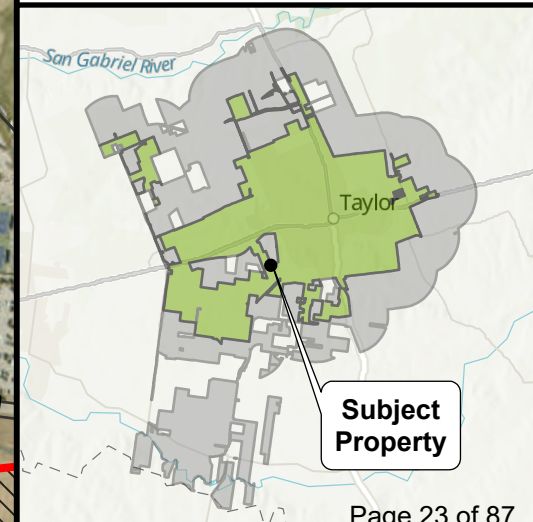 San Gabriel River
Taylor
Subject
Property
Page 23 of 87